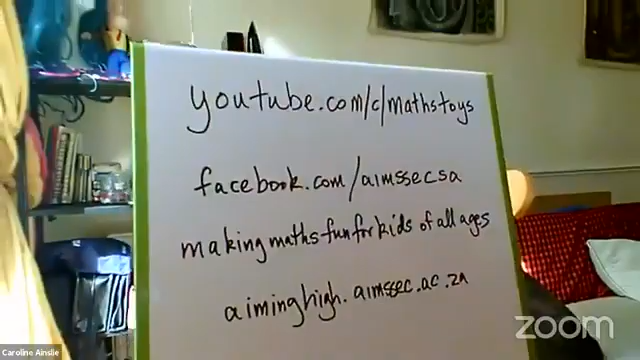 youtube.com/c/mathstoys
facebook.com/aimssecsa
making maths fun for kids of all ages
aiminghigh.aimssec.ac.za
zoom
Caroline Ainslie